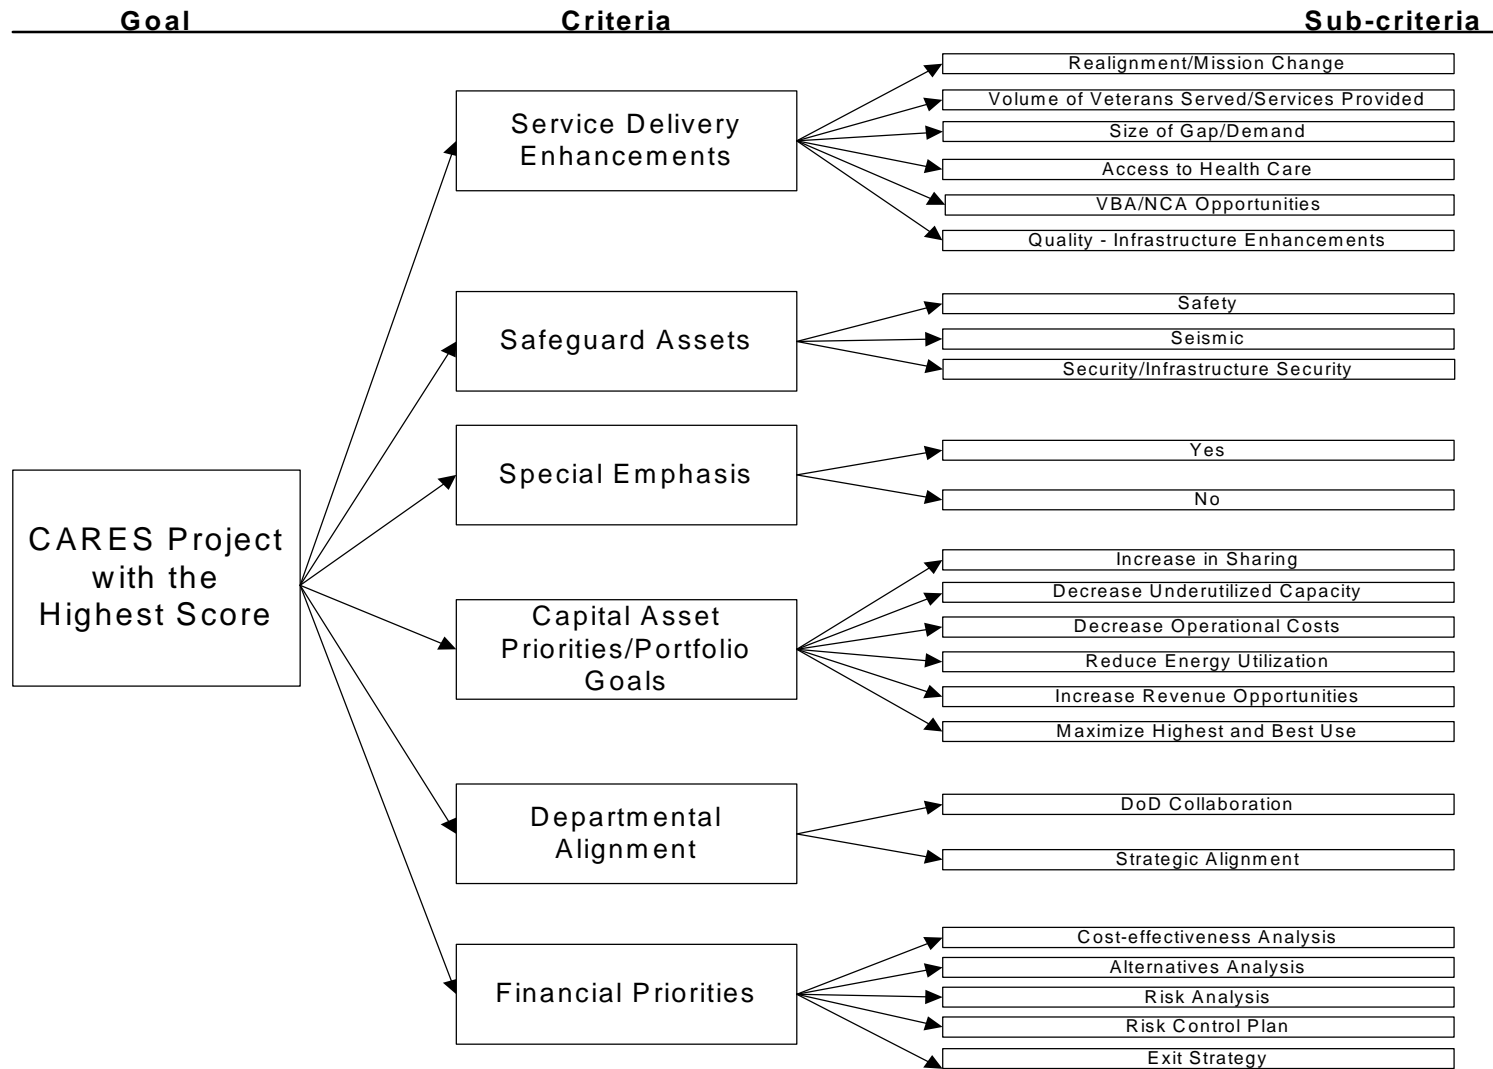 Goal Criteria Sub-criteria
CARES Project
with the
Highest Score
Service Delivery
Enhancements
Realignment/Mission Change
Volume of Veterans Served/Services Provided
Size of Gap/Demand
Access to Health Care
VBA/NCA Opportunities
Quality - Infrastructure Enhancements
Safeguard Assets
Safety
Seismic
Security/Infrastructure Security
Special Emphasis
Yes
No
Capital Asset
Priorities/Portfolio
Goals
Increase in Sharing
Decrease Underutilized Capacity
Decrease Operational Costs
Reduce Energy Utilization
Increase Revenue Opportunities
Maximize Highest and Best Use
Departmental
Alignment
DoD Collaboration
Strategic Alignment
Financial Priorities
Cost-effectiveness Analysis
Alternatives Analysis
Risk Analysis
Risk Control Plan
Exit Strategy